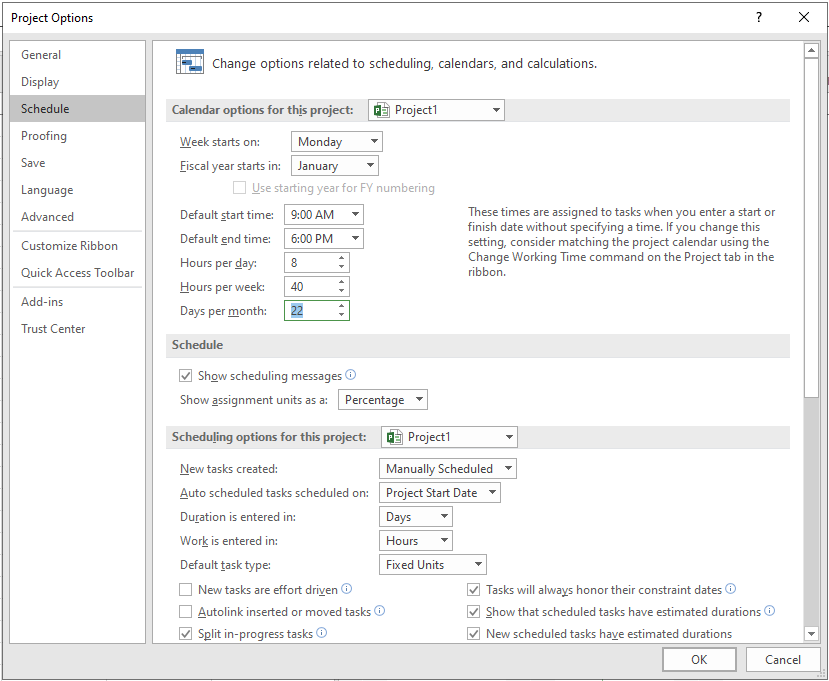 Project Options
?
General
Display
Schedule
Proofing
Save
Language
Advanced
Customize Ribbon
Quick Access Toolbar
Add-ins
Trust Center
Change options related to scheduling, calendars, and calculations.
Calendar options for this project: Project1
Week starts on: Monday
Fiscal year starts in: January
Use starting year for FY numbering
Default start time: 9:00 AM
Default end time: 6:00 PM
Hours per day: 8
Hours per week: 40
Days per month: 22
These times are assigned to tasks when you enter a start or
finish date without specifying a time. If you change this
setting, consider matching the project calendar using the
Change Working Time command on the Project tab in the
ribbon.
Schedule
Show scheduling messages
Show assignment units as a: Percentage
Scheduling options for this project: Project1
New tasks created: Manually Scheduled
Auto scheduled tasks scheduled on: Project Start Date
Duration is entered in: Days
Work is entered in: Hours
Default task type: Fixed Units
New tasks are effort driven
Tasks will always honor their constraint dates
Autolink inserted or moved tasks
Show that scheduled tasks have estimated durations
Split in-progress tasks
New scheduled tasks have estimated durations
OK
Cancel